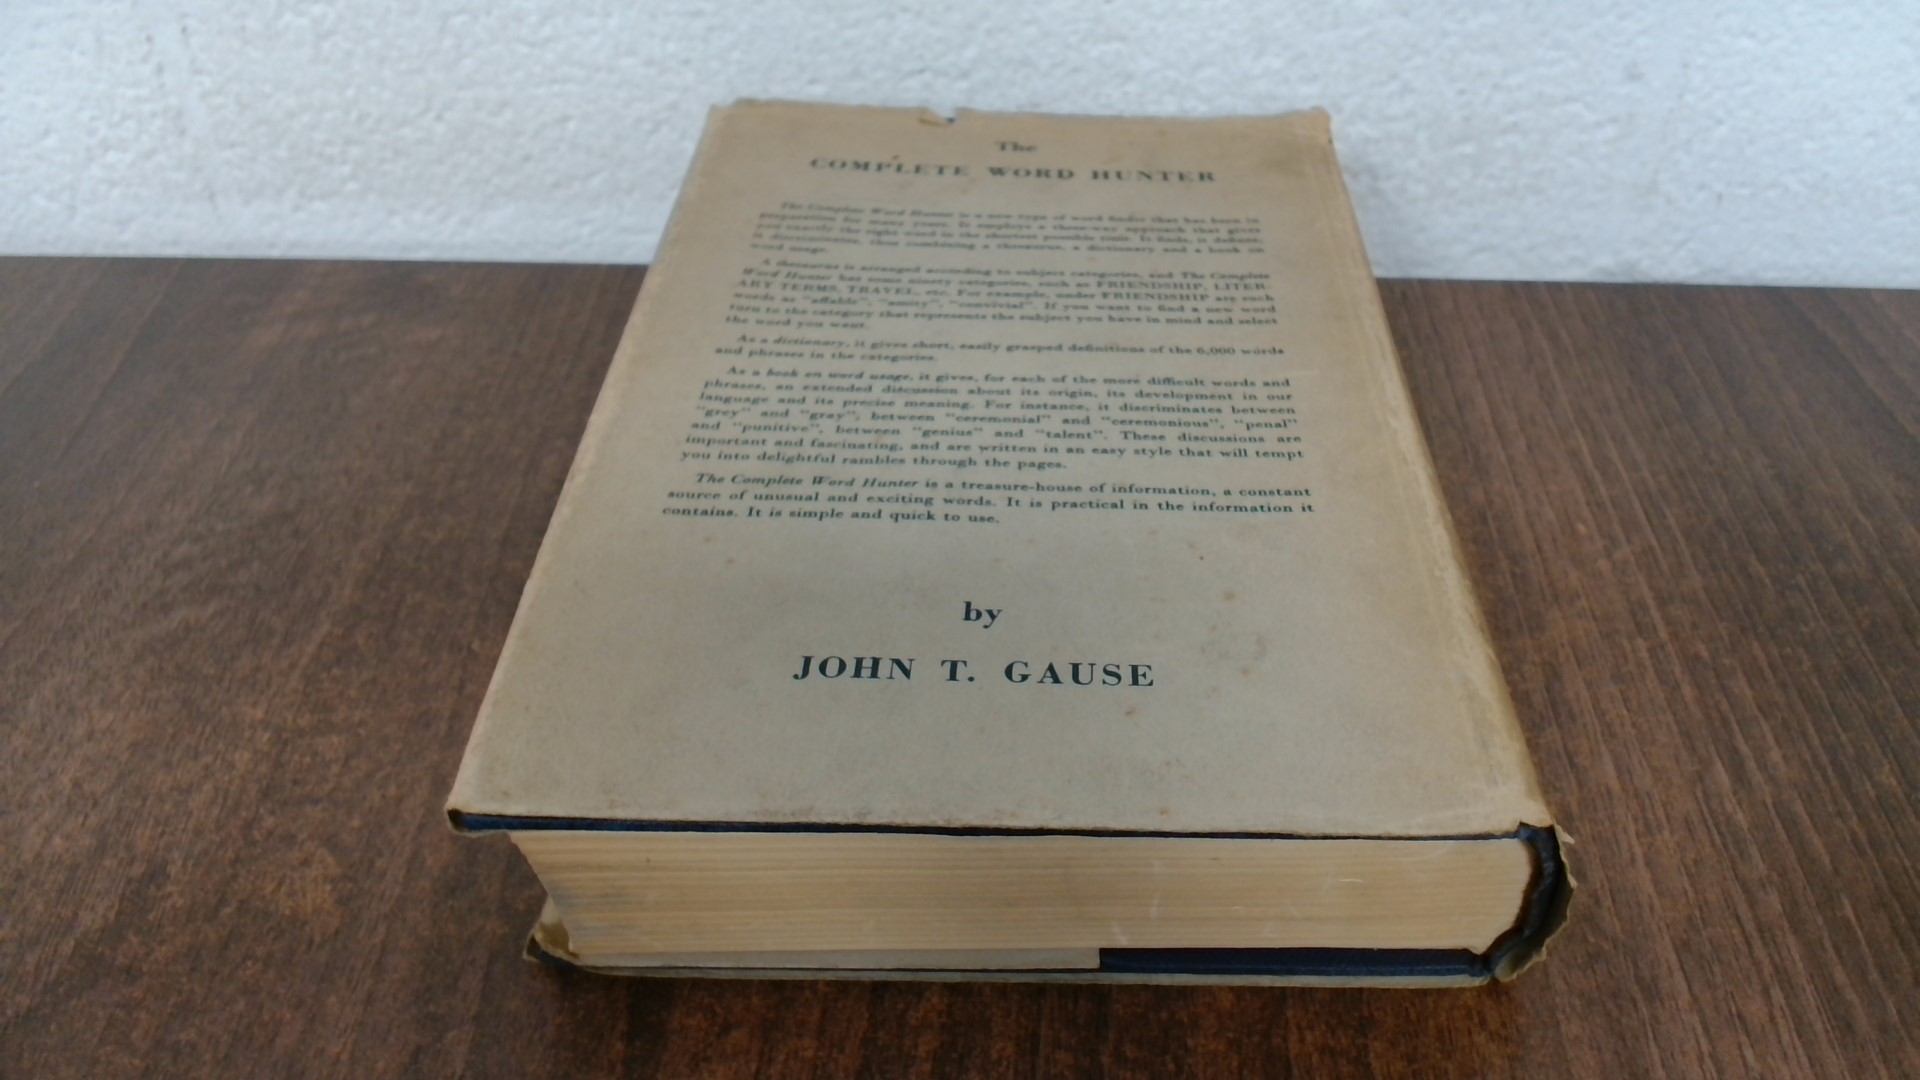 The
COMPLETE WORD HUNTER
The Complete Word Hunter is a new type of word finder that has been in
preparation for many years. It employs a three-way approach that gives
you exactly the right word in the shortest possible time. It finds, it defines,
it discriminates, thus combining a thesaurus, a dictionary and a book on
word usage.
A thesaurus is arranged according to subject categories, and The Complete
Word Hunter has some ninety categories, such as FRIENDSHIP, LITER-
ARY TERMS, TRAVEL, etc. For example, under FRIENDSHIP are such
words as "affable", "amity", "convivial". If you want to find a new word
turn to the category that represents the subject you have in mind and select
the word you want.
As a dictionary, it gives short, easily grasped definitions of the 6,000 words
and phrases in the categories.
As a book on word usage, it gives, for each of the more difficult words and
phrases, an extended discussion about its origin, its development in our
language and its precise meaning. For instance, it discriminates between
"grey" and "gray", between "ceremonial" and "ceremonious", "penal"
and "punitive", between "genius" and "talent". These discussions are
important and fascinating, and are written in an easy style that will tempt
you into delightful rambles through the pages.
The Complete Word Hunter is a treasure-house of information, a constant
source of unusual and exciting words. It is practical in the information it
contains. It is simple and quick to use.
by
JOHN T. GAUSE